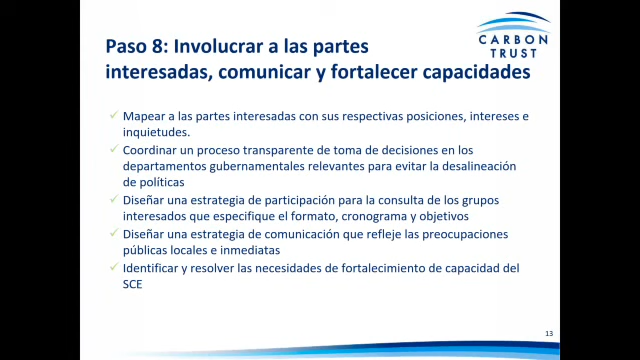 CARBON
TRUST
Paso 8: Involucrar a las partes
interesadas, comunicar y fortalecer capacidades
Mapear a las partes interesadas con sus respectivas posiciones, intereses e
inquietudes.
Coordinar un proceso transparente de toma de decisiones en los
departamentos gubernamentales relevantes para evitar la desalineación
de políticas
Diseñar una estrategia de participación para la consulta de los grupos
interesados que especifique el formato, cronograma y objetivos
Diseñar una estrategia de comunicación que refleje las preocupaciones
públicas locales e inmediatas
Identificar y resolver las necesidades de fortalecimiento de capacidad del
SCE
13